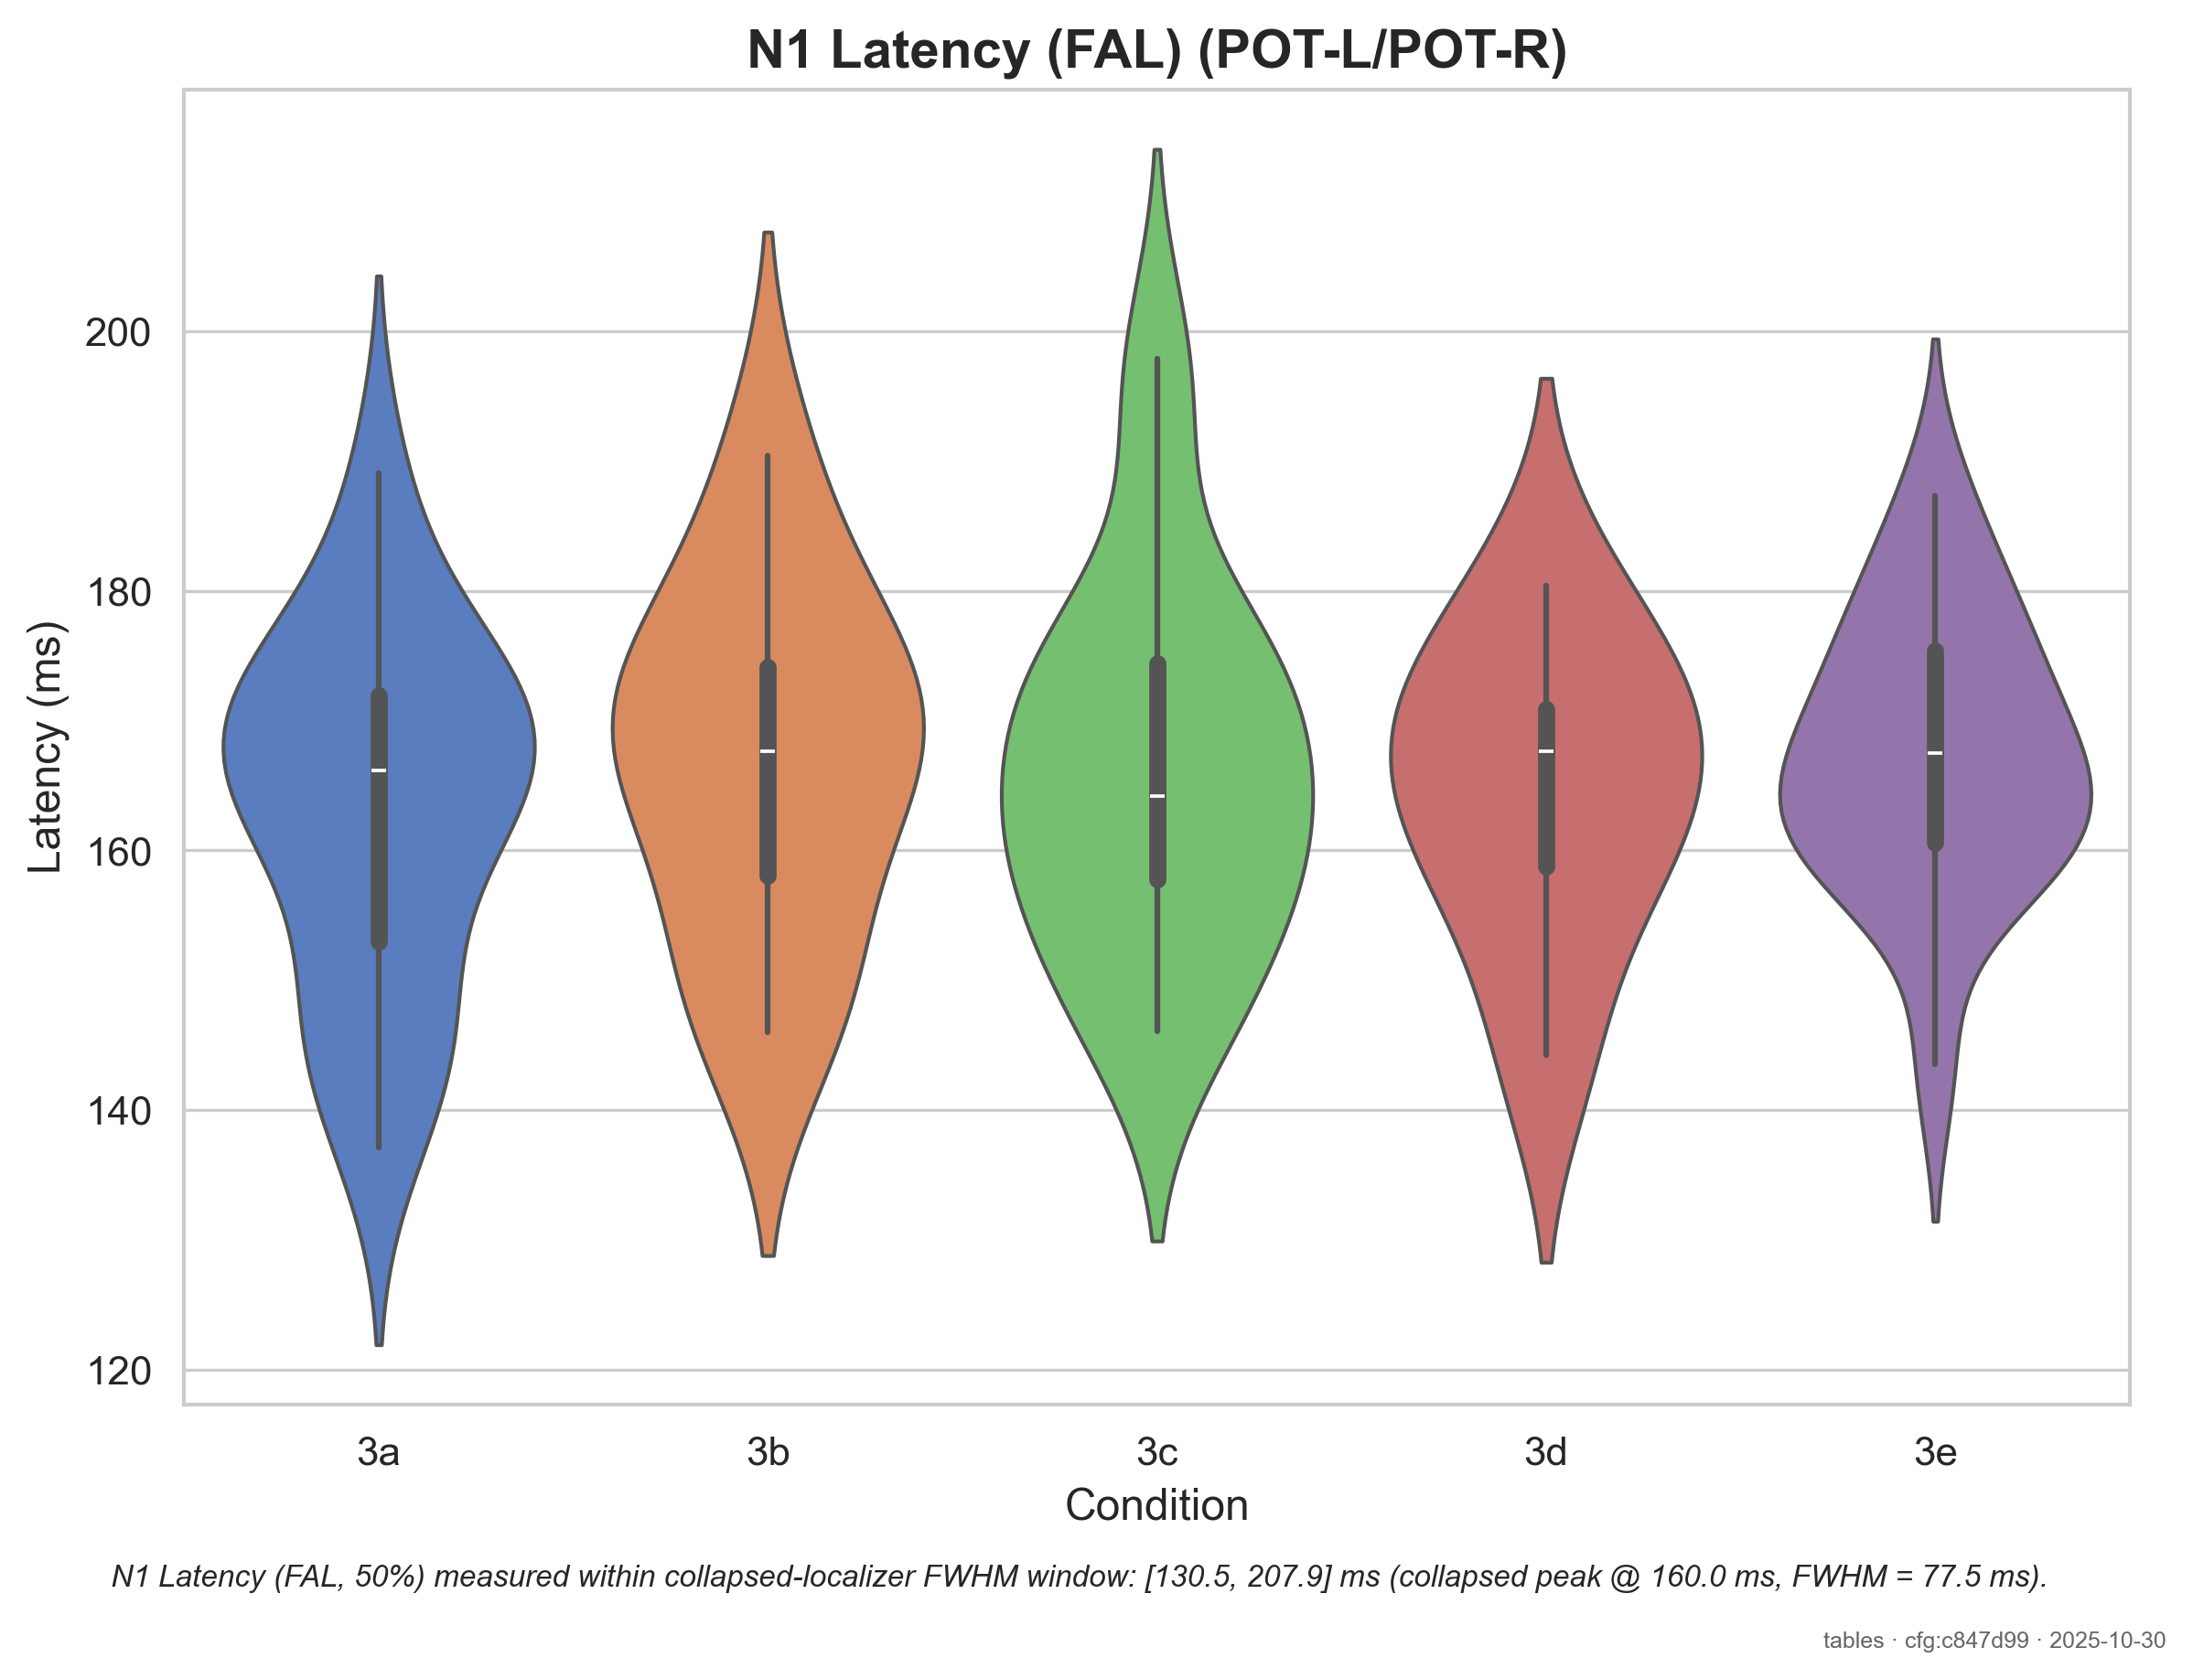 N1 Latency (FAL) (POT-L/POT-R)
Latency (ms)
200
180
160
140
120
3a 3b 3c 3d 3e
Condition
N1 Latency (FAL, 50%) measured within collapsed-localizer FWHM window: [130.5, 207.9] ms (collapsed peak @ 160.0 ms, FWHM = 77.5 ms).
tables · cfg:c847d99 · 2025-10-30